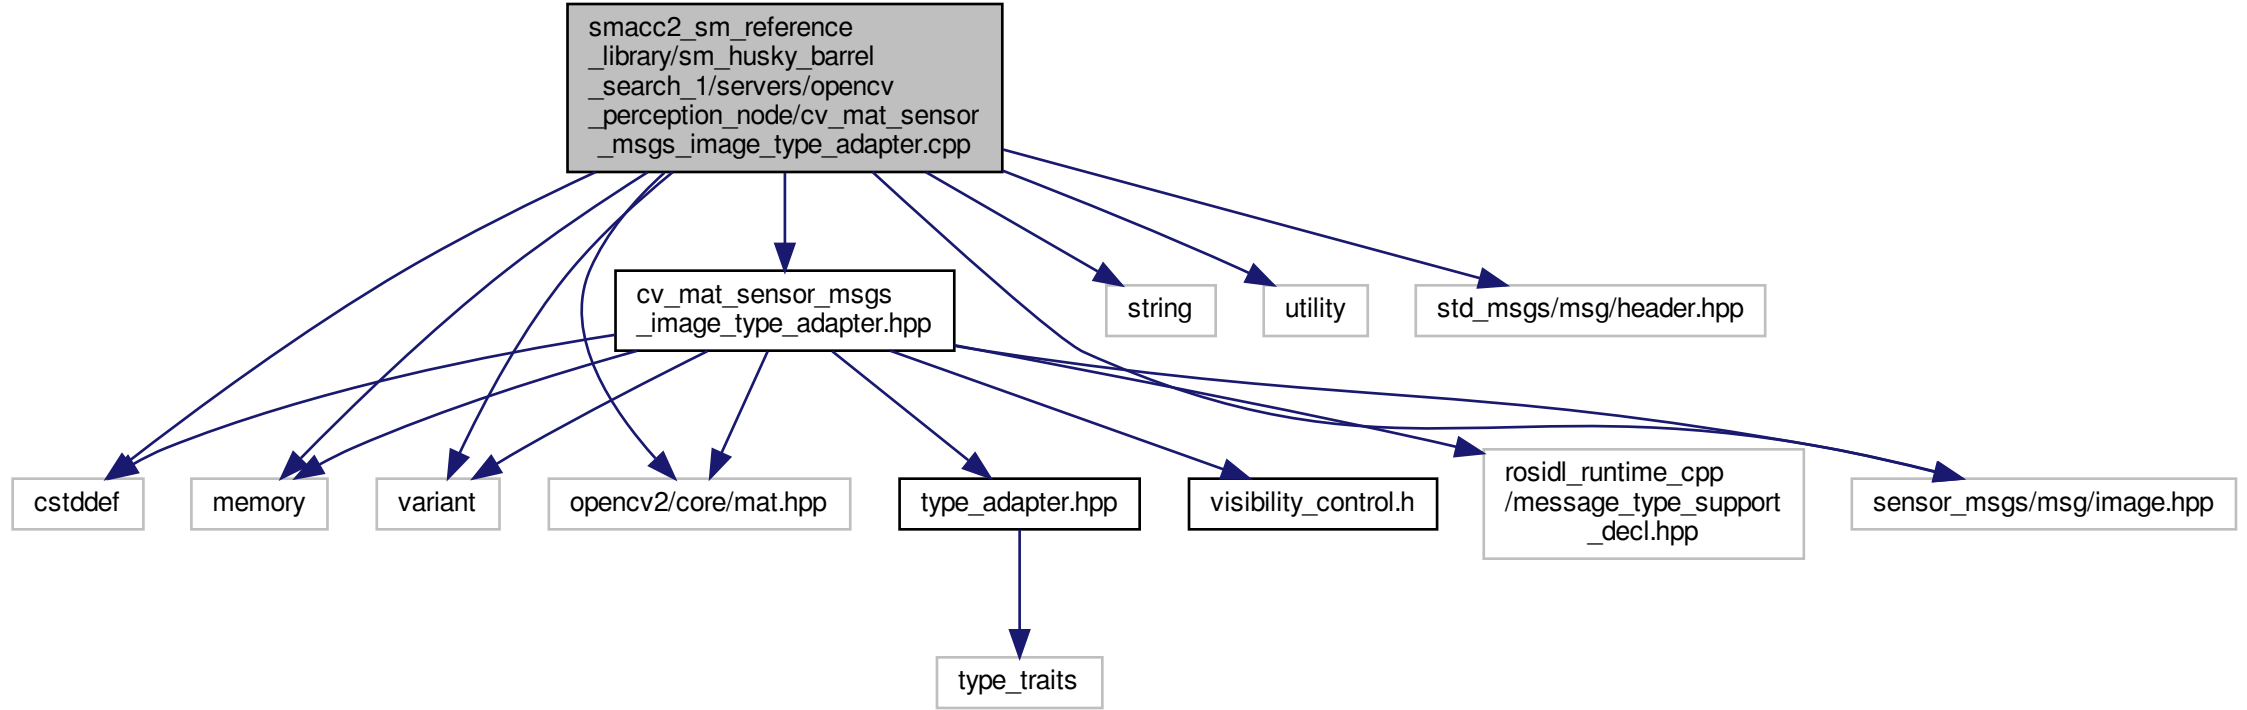 smacc2_sm_reference
_library/sm_husky_barrel
_search_1/servers/opencv
_perception_node/cv_mat_sensor
_msgs_image_type_adapter.cpp
cv_mat_sensor_msgs
_image_type_adapter.hpp
string
utility
std_msgs/msg/header.hpp
cstddef
memory
variant
opencv2/core/mat.hpp
type_adapter.hpp
visibility_control.h
rosidl_runtime_cpp
/message_type_support
_decl.hpp
sensor_msgs/msg/image.hpp
type_traits